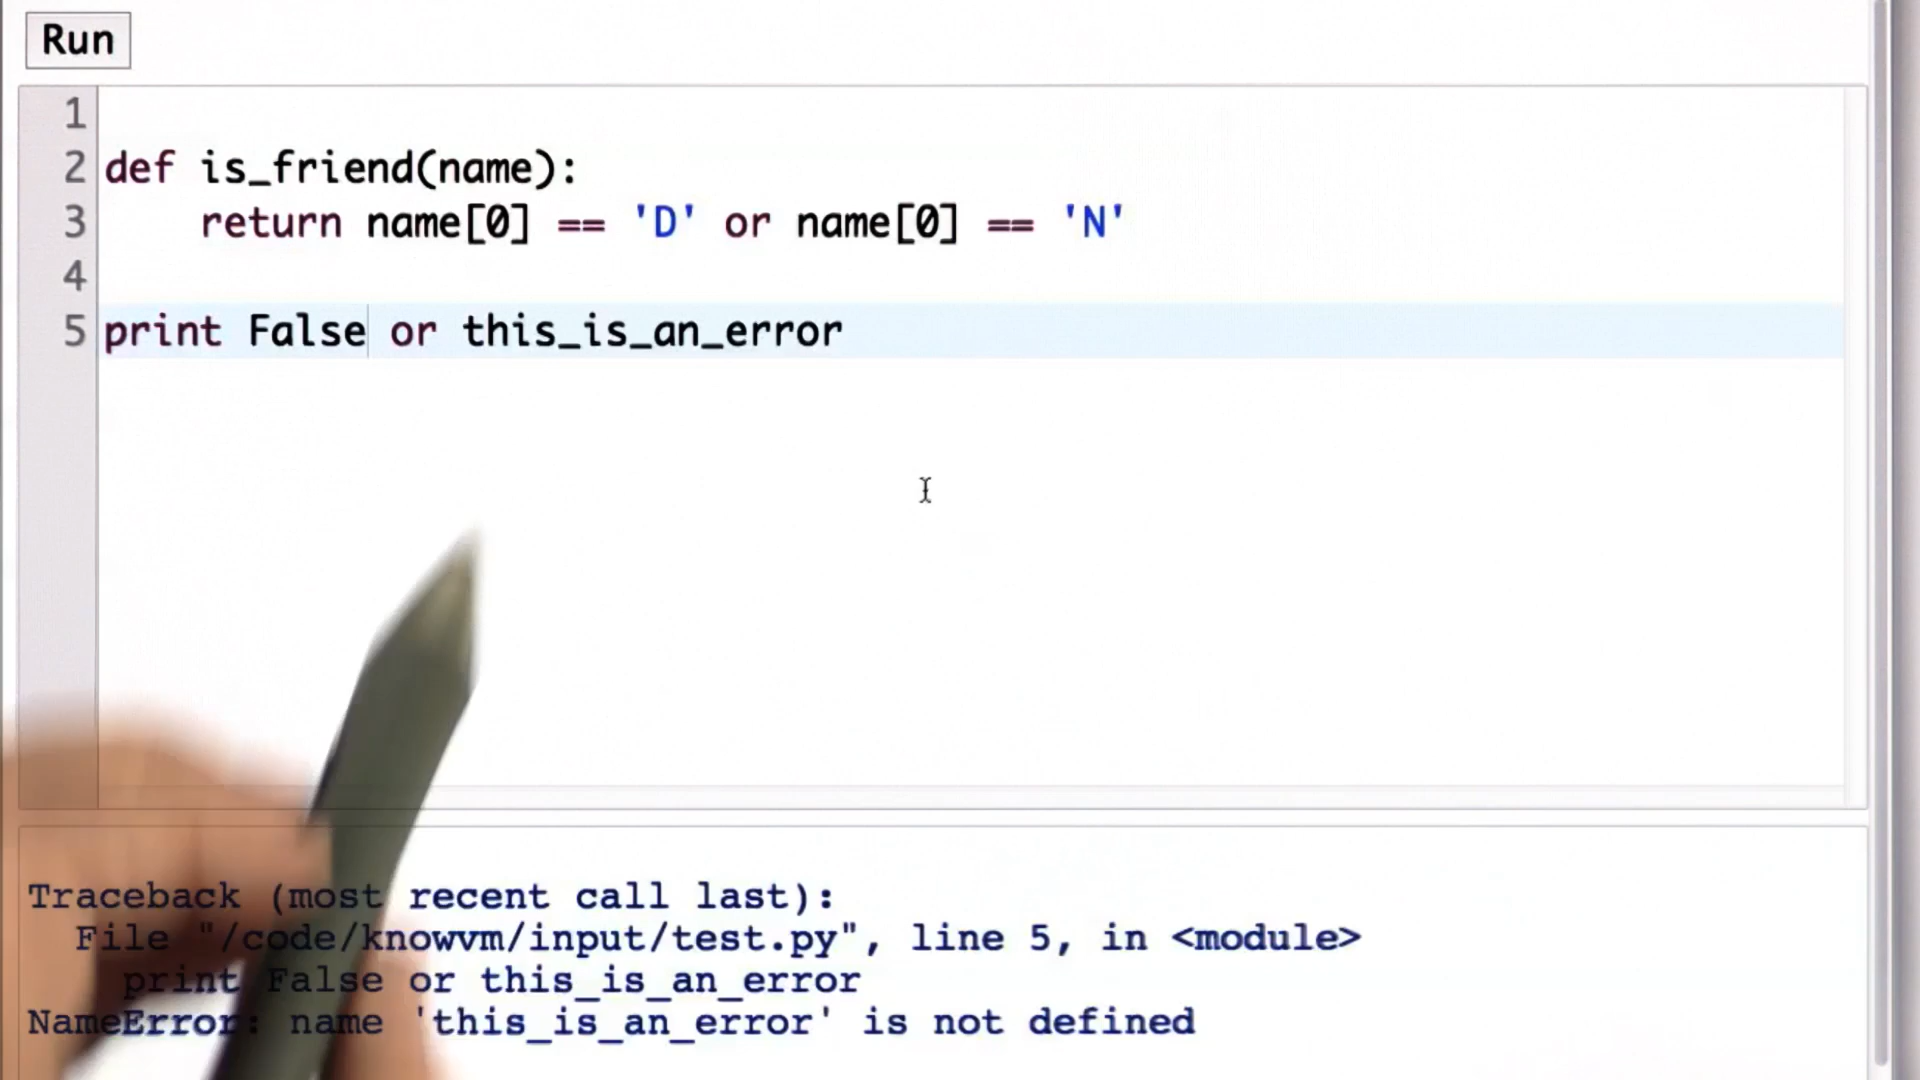 Run
1
2 def is_friend(name):
3 return name[0] == 'D' or name[0] == 'N'
4
5 print False or this_is_an_error
Traceback (most recent call last):
File "/code/knowvm/input/test.py", line 5, in <module>
print False or this_is_an_error
NameError: name 'this_is_an_error' is not defined